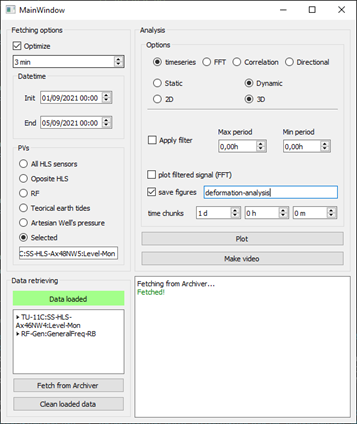 MainWindow
Fetching options
Optimize
3 min
Datetime
Init 01/09/2021 00:00
End 05/09/2021 00:00
PVs
All HLS sensors
Oposite HLS
RF
Teorical earth tides
Artesian Well's pressure
Selected
C:SS-HLS-Ax48NW5:Level-Mon
Data retrieving
Data loaded
TU-11C:SS-HLS-
Ax46NW4:Level-Mon
RF-Gen:GeneralFreq-RB
Fetch from Archiver
Clean loaded data
Analysis
Options
timeseries FFT Correlation Directional
Static Dynamic
2D 3D
Max period Min period
Apply filter 0,00h 0,00h
plot filtered signal (FFT)
save figures deformation-analysis
time chunks 1 d 0 h 0 m
Plot
Make video
Fetching from Archiver...
Fetched!